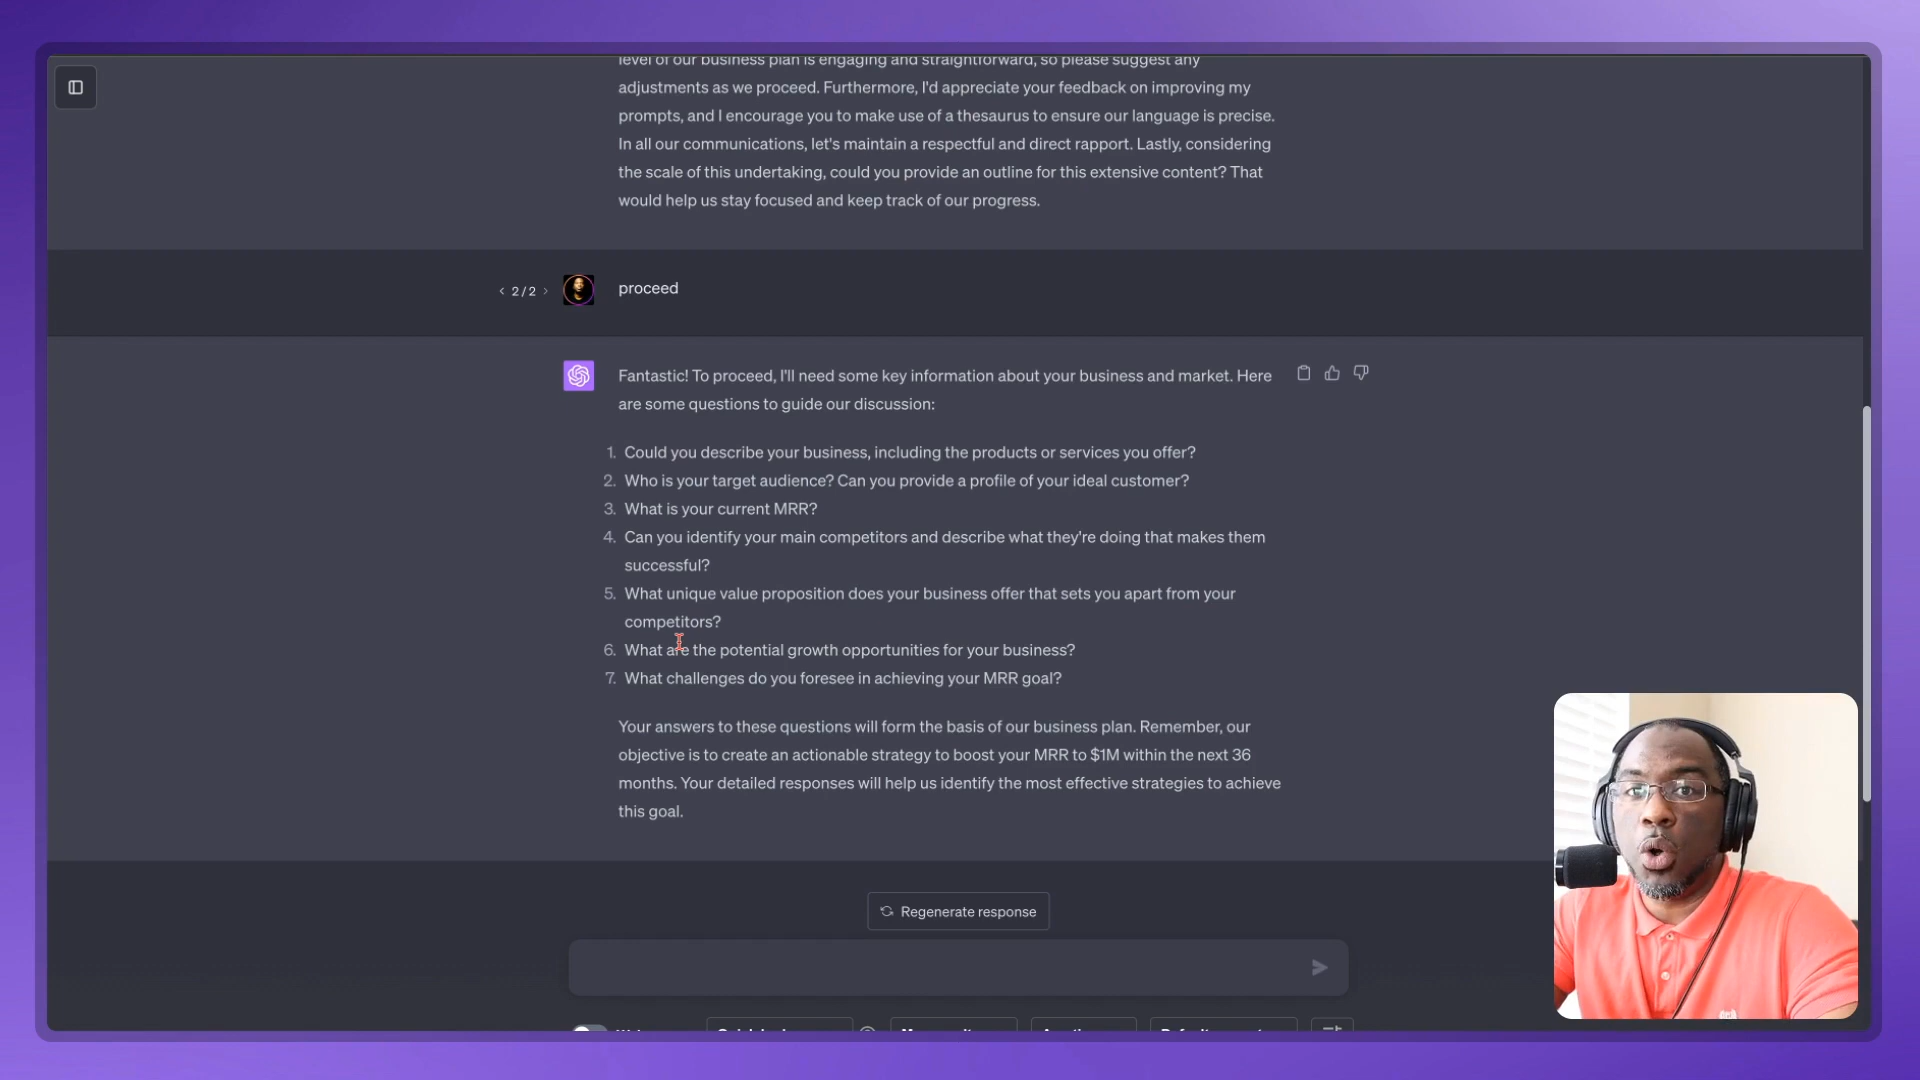 level of our business plan is engaging and straightforward, so please suggest any
adjustments as we proceed. Furthermore, I'd appreciate your feedback on improving my
prompts, and I encourage you to make use of a thesaurus to ensure our language is precise.
In all our communications, let's maintain a respectful and direct rapport. Lastly, considering
the scale of this undertaking, could you provide an outline for this extensive content? That
would help us stay focused and keep track of our progress.
< 2 / 2 >
proceed
Fantastic! To proceed, I'll need some key information about your business and market. Here
are some questions to guide our discussion:
1. Could you describe your business, including the products or services you offer?
2. Who is your target audience? Can you provide a profile of your ideal customer?
3. What is your current MRR?
4. Can you identify your main competitors and describe what they're doing that makes them
successful?
5. What unique value proposition does your business offer that sets you apart from your
competitors?
6. What are the potential growth opportunities for your business?
7. What challenges do you foresee in achieving your MRR goal?
Your answers to these questions will form the basis of our business plan. Remember, our
objective is to create an actionable strategy to boost your MRR to $1M within the next 36
months. Your detailed responses will help us identify the most effective strategies to achieve
this goal.
Regenerate response